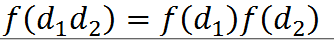 f(d₁d₂) = f(d₁)f(d₂)